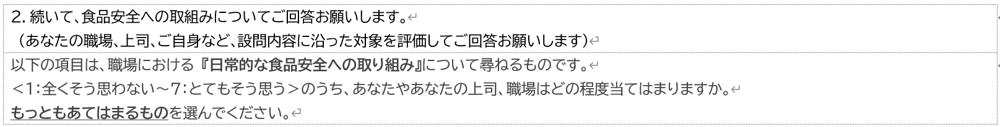 2. 続いて、食品安全への取組みについてご回答お願いします。
（あなたの職場、上司、ご自身など、設問内容に沿った対象を評価してご回答お願いします）
以下の項目は、職場における『日常的な食品安全への取り組み』について尋ねるものです。
＜1：全くそう思わない～7：とてもそう思う＞のうち、あなたやあなたの上司、職場はどの程度当てはまりますか。
もっともあてはまるものを選んでください。